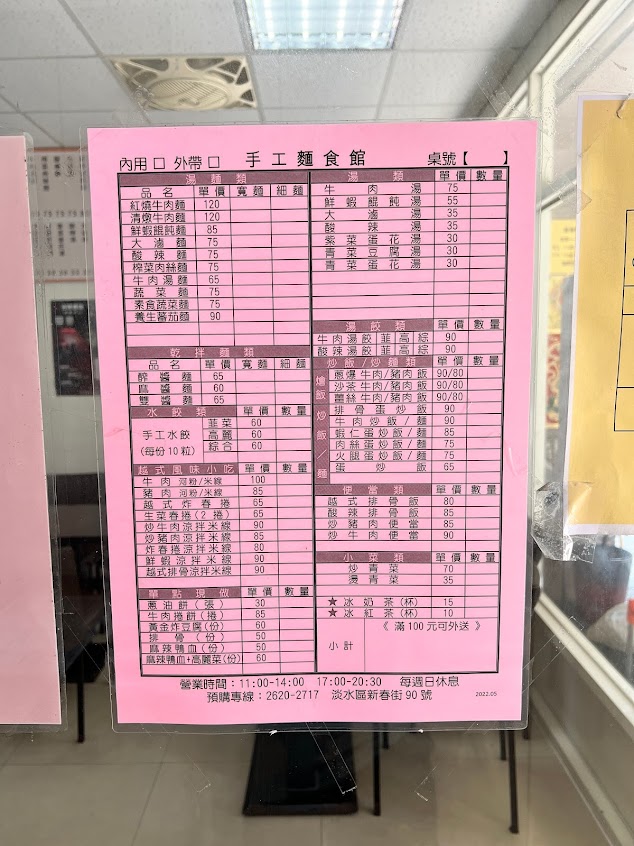 內用 口 外帶 口 手工麵食館 桌號【 】
湯麵類
品名 單價 寬麵 細麵
紅燒牛肉麵 120
清燉牛肉麵 120
鮮蝦餛飩麵 85
大滷麵 75
酸辣麵 75
榨菜肉絲麵 75
牛肉湯麵 65
蔬菜麵 75
素食蔬菜麵 75
養生蕃茄麵 90
乾拌麵類
品名 單價 寬麵 細麵
酢醬麵 65
麻醬麵 60
雙醬麵 65
水餃類 單價 數量
手工水餃
(每份10粒)
韮菜 60
高麗 60
綜合 60
越式風味小吃 單價 數量
牛肉 河粉/米線 100
豬肉 河粉/米線 85
越式炸春捲 65
生菜春捲(2捲) 65
炒牛肉涼拌米線 90
炒豬肉涼拌米線 85
炸春捲涼拌米線 80
鮮蝦涼拌米線 90
越式排骨涼拌米線 90
單點現做 單價 數量
蔥油餅(張) 30
牛肉捲餅(捲) 85
黃金炸豆腐(份) 60
排骨(份) 50
麻辣鴨血(份) 50
麻辣鴨血+高麗菜(份) 60
湯類 單價 數量
牛肉湯 75
鮮蝦餛飩湯 55
大滷湯 35
酸辣湯 35
紫菜蛋花湯 30
青菜豆腐湯 30
青菜蛋花湯 30
湯餃類 單價 數量
牛肉湯餃 韮 高 綜 90
酸辣湯餃 韮 高 綜 90
炒飯/炒麵類 單價 數量
燴飯
蔥爆牛肉/豬肉飯 90/80
沙茶牛肉/豬肉飯 90/80
蕾絲牛肉/豬肉飯 90/80
炒飯/麵
排骨蛋炒飯 90
牛肉炒飯/麵 90
蝦仁蛋炒飯/麵 85
肉絲蛋炒飯/麵 75
火腿蛋炒飯/麵 75
蛋炒飯 65
便當類 單價 數量
越式排骨飯 80
酸辣排骨飯 85
炒豬肉便當 85
炒牛肉便當 90
小菜類 單價 數量
炒青菜 70
燙青菜 35
★冰奶茶(杯) 15
★冰紅茶(杯) 10
《 滿100元可外送 》
小計
營業時間：11:00-14:00 17:00-20:30 每週日休息
預購專線：2620-2717 淡水區新春街90號
2022.05